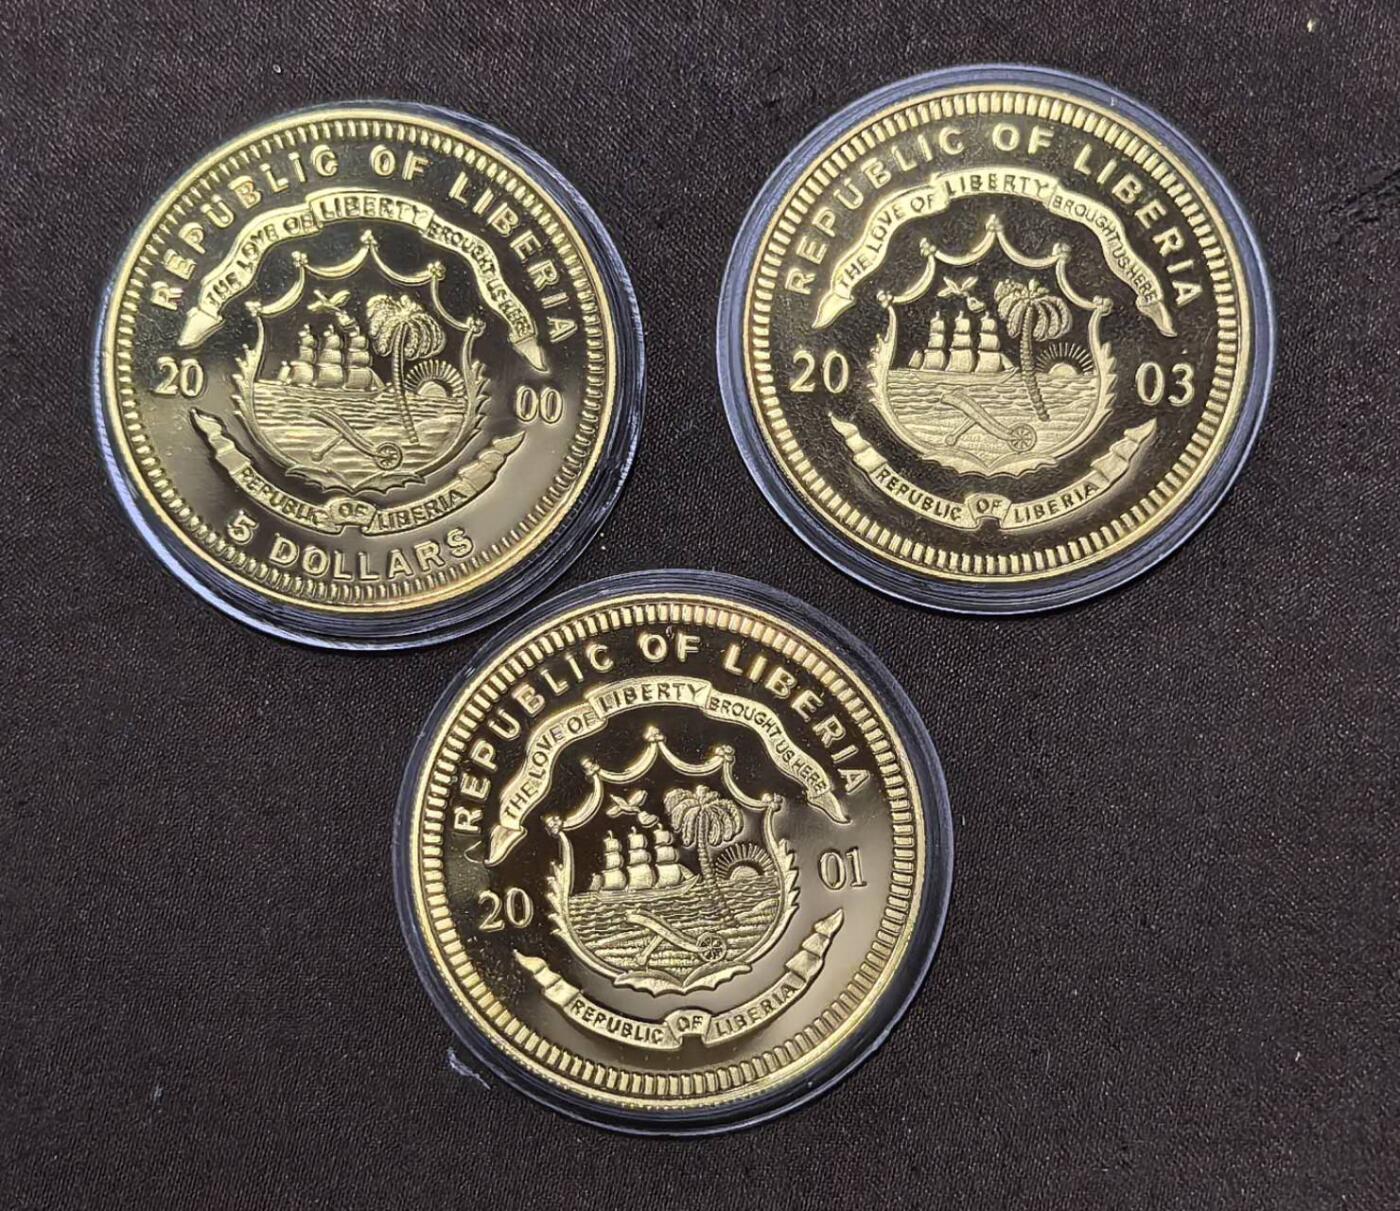 REPUBLIC OF LIBERIA
THE LOVE OF LIBERTY BROUGHT US HERE
20 00
REPUBLIC OF LIBERIA
5 DOLLARS
REPUBLIC OF LIBERIA
THE LOVE OF LIBERTY BROUGHT US HERE
20 03
REPUBLIC OF LIBERIA
REPUBLIC OF LIBERIA
THE LOVE OF LIBERTY BROUGHT US HERE
20 01
REPUBLIC OF LIBERIA